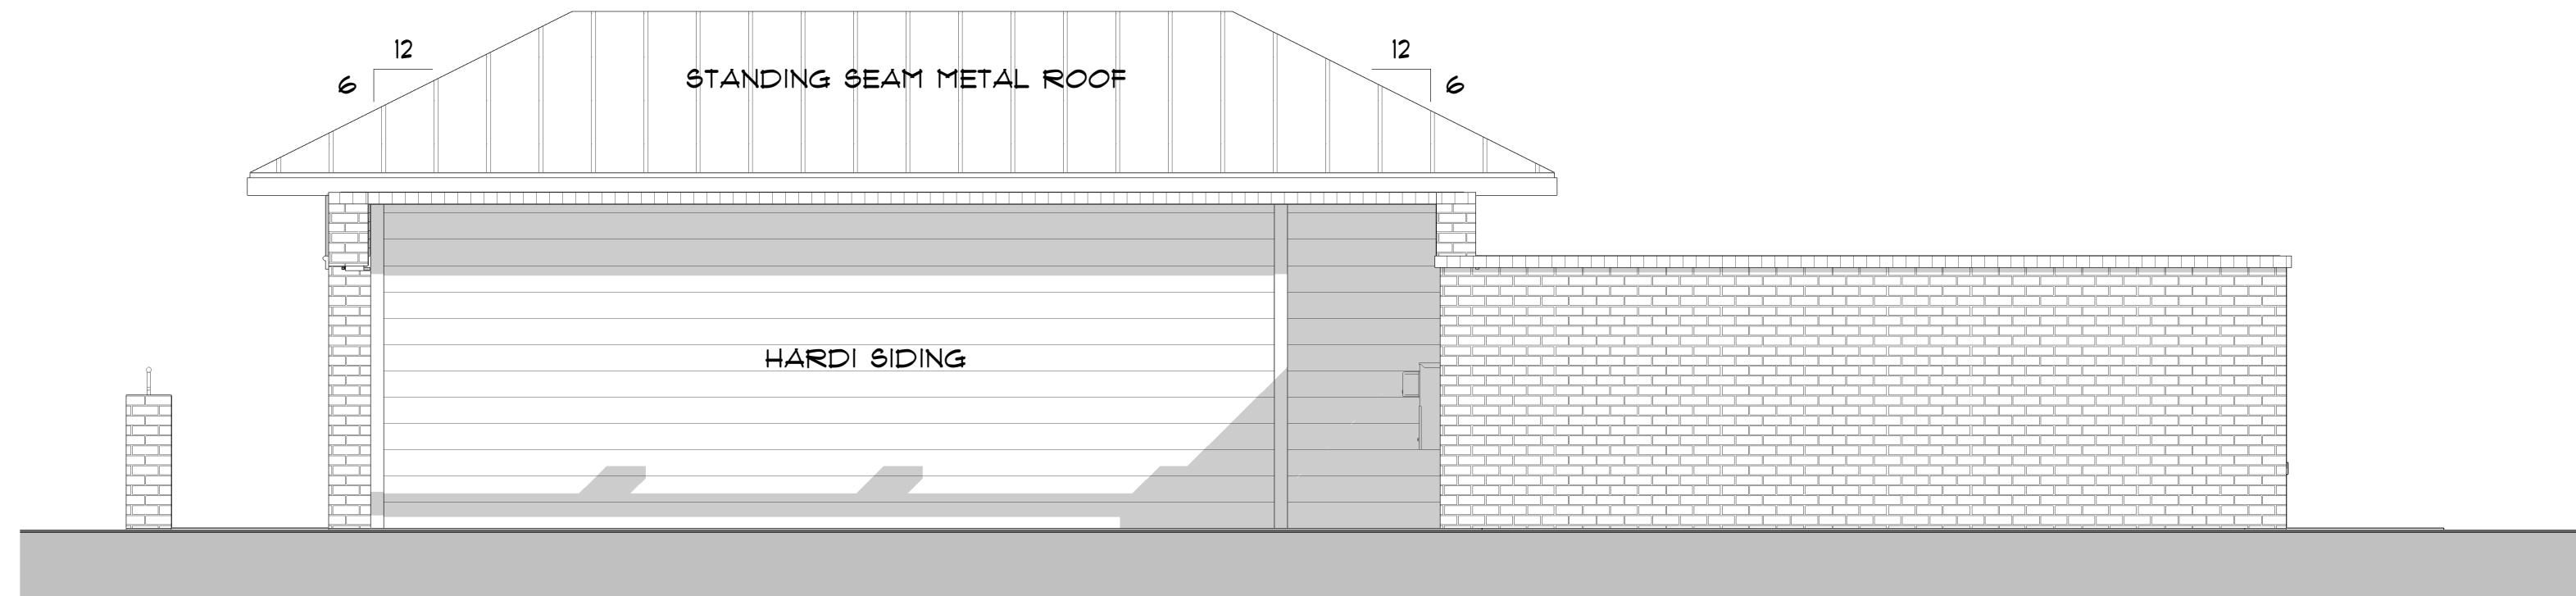 12
6
STANDING SEAM METAL ROOF
12
6
HARDI SIDING